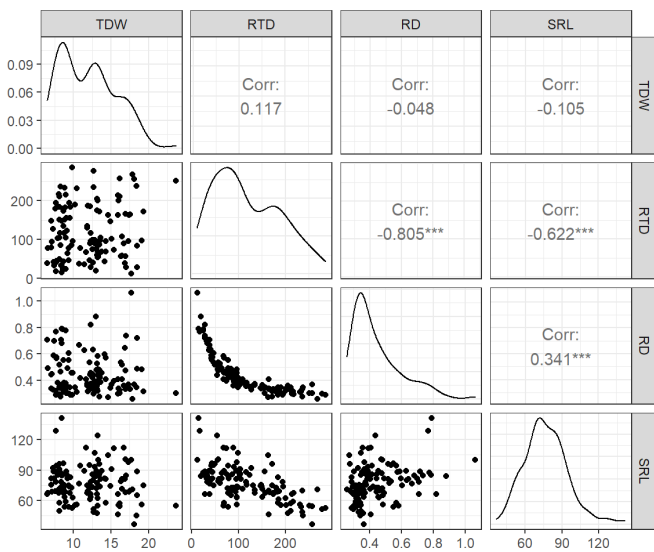 TDW RTD RD SRL
0.09
0.06
0.03
0.00
Corr:
0.117
Corr:
-0.048
Corr:
-0.105
TDW
200
100
0
Corr:
-0.805***
Corr:
-0.622***
RTD
1.0
0.8
0.6
0.4
Corr:
0.341***
RD
120
90
60
SRL
10 15 20 0 100 200 0.4 0.6 0.8 1.0 60 90 120